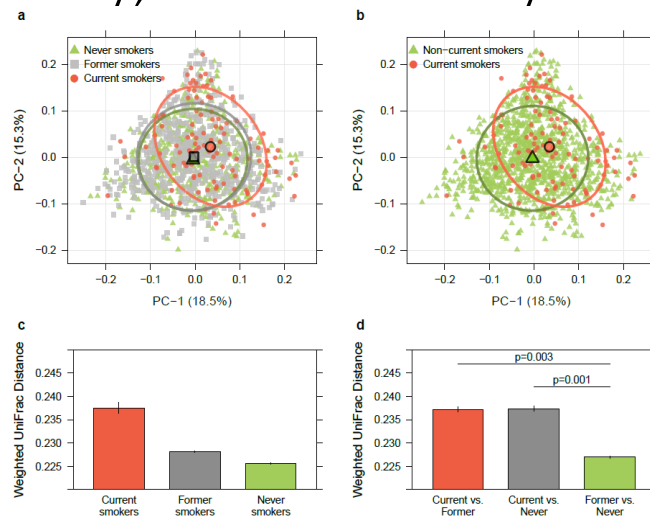 a
Never smokers
Former smokers
Current smokers
PC-2 (15.3%)
0.2
0.1
0.0
−0.1
−0.2
−0.2 −0.1 0.0 0.1 0.2
PC-1 (18.5%)
b
Non-current smokers
Current smokers
PC-2 (15.3%)
0.2
0.1
0.0
−0.1
−0.2
−0.2 −0.1 0.0 0.1 0.2
PC-1 (18.5%)
c
Weighted UniFrac Distance
0.245
0.240
0.235
0.230
0.225
Current Former Never
smokers smokers smokers
d
Weighted UniFrac Distance
p=0.003
p=0.001
0.245
0.240
0.235
0.230
0.225
Current vs. Current vs. Former vs.
Former Never Never